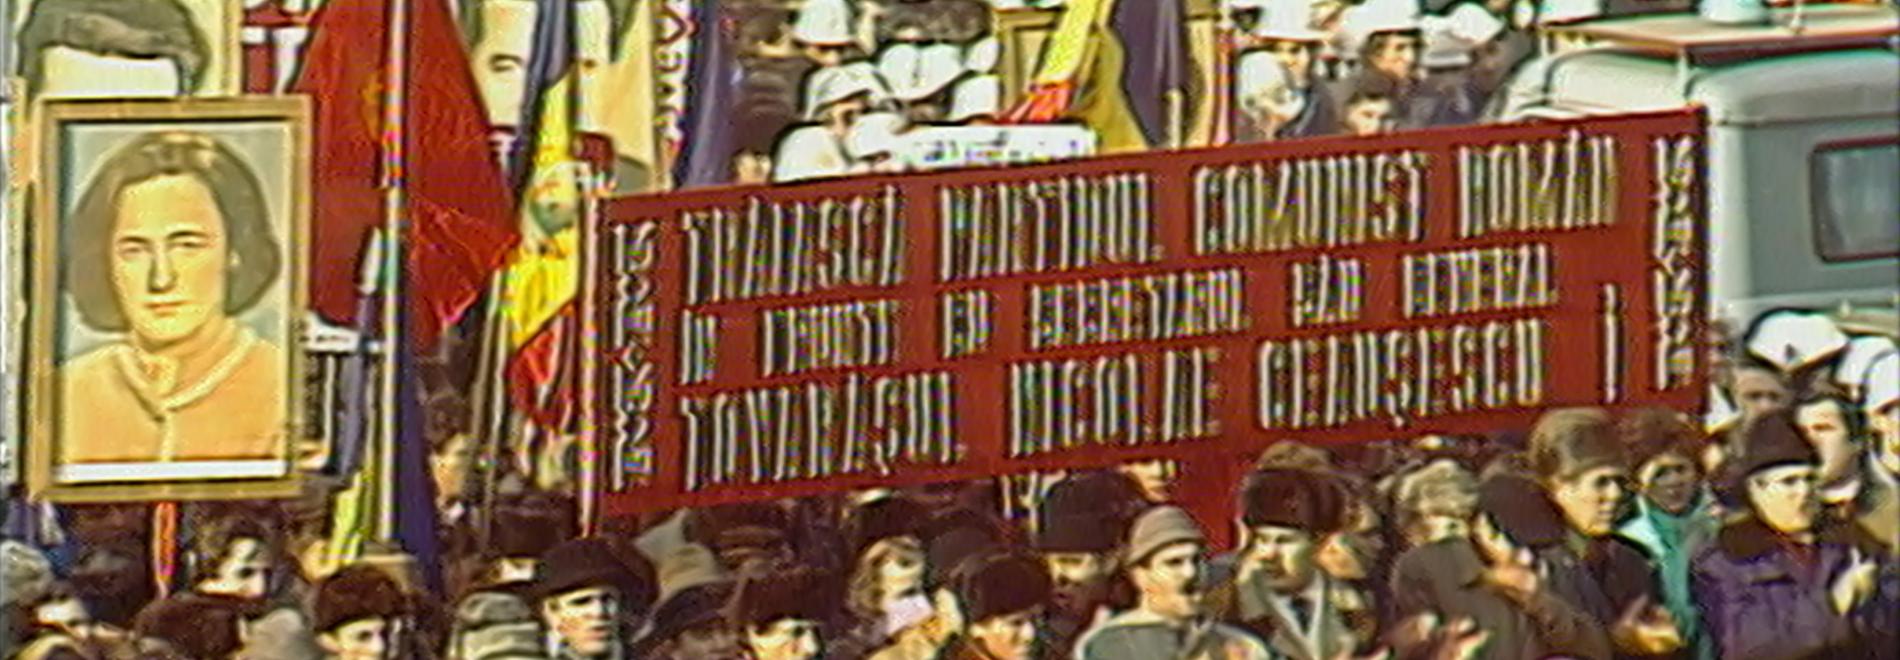 TRĂIASCĂ PARTIDUL COMUNIST ROMÂN
ÎN FRUNTE CU SECRETARUL SĂU GENERAL
TOVARĂȘUL NICOLAE CEAUȘESCU !